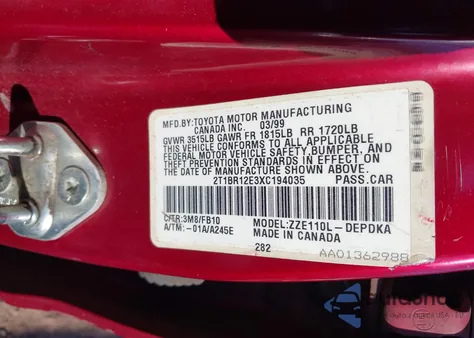 MFD.BY:TOYOTA MOTOR MANUFACTURING
CANADA INC. 03/99
GVWR 3515LB GAWR FR 1815LB RR 1720LB
THIS VEHICLE CONFORMS TO ALL APPLICABLE
FEDERAL MOTOR VEHICLE SAFETY, BUMPER, AND
THEFT PREVENTION STANDARDS IN EFFECT ON
THE DATE OF MANUFACTURE SHOWN ABOVE.
2T1BR12E3XC194035 PASS.CAR
C/TR:3M8/FB10 MODEL:ZZE110L-DEPDKA
A/TM:-01A/A245E MADE IN CANADA
282
AA01362988